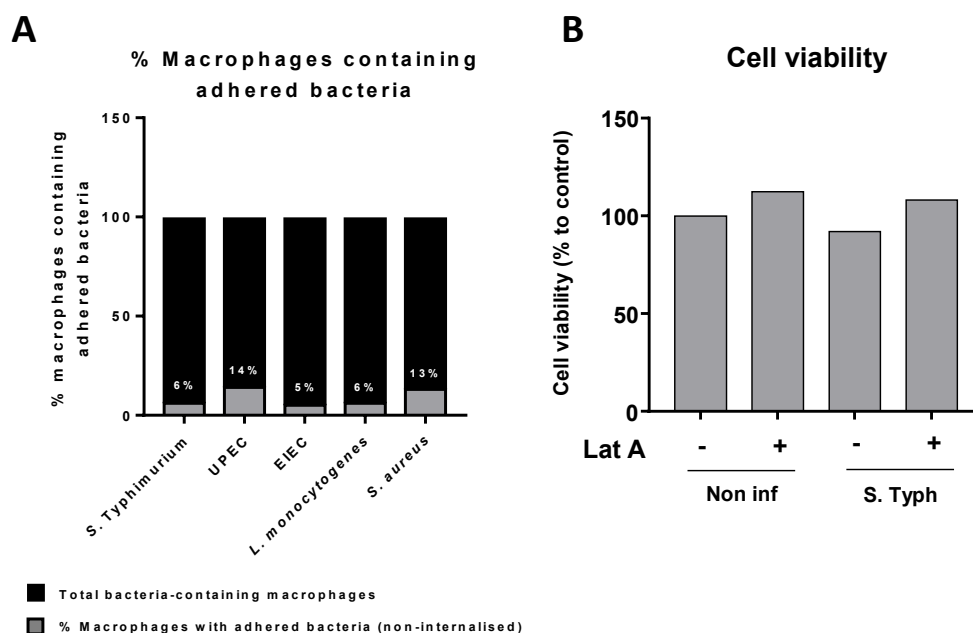 A
% Macrophages containing
adhered bacteria
% macrophages containing
adhered bacteria
150
100
50
0
6%
14%
5%
6%
13%
S. Typhimurium
UPEC
EIEC
L. monocytogenes
S. aureus
Total bacteria-containing macrophages
% Macrophages with adhered bacteria (non-internalised)
B
Cell viability
Cell viability (% to control)
150
100
50
0
Lat A - + - +
Non inf S. Typh